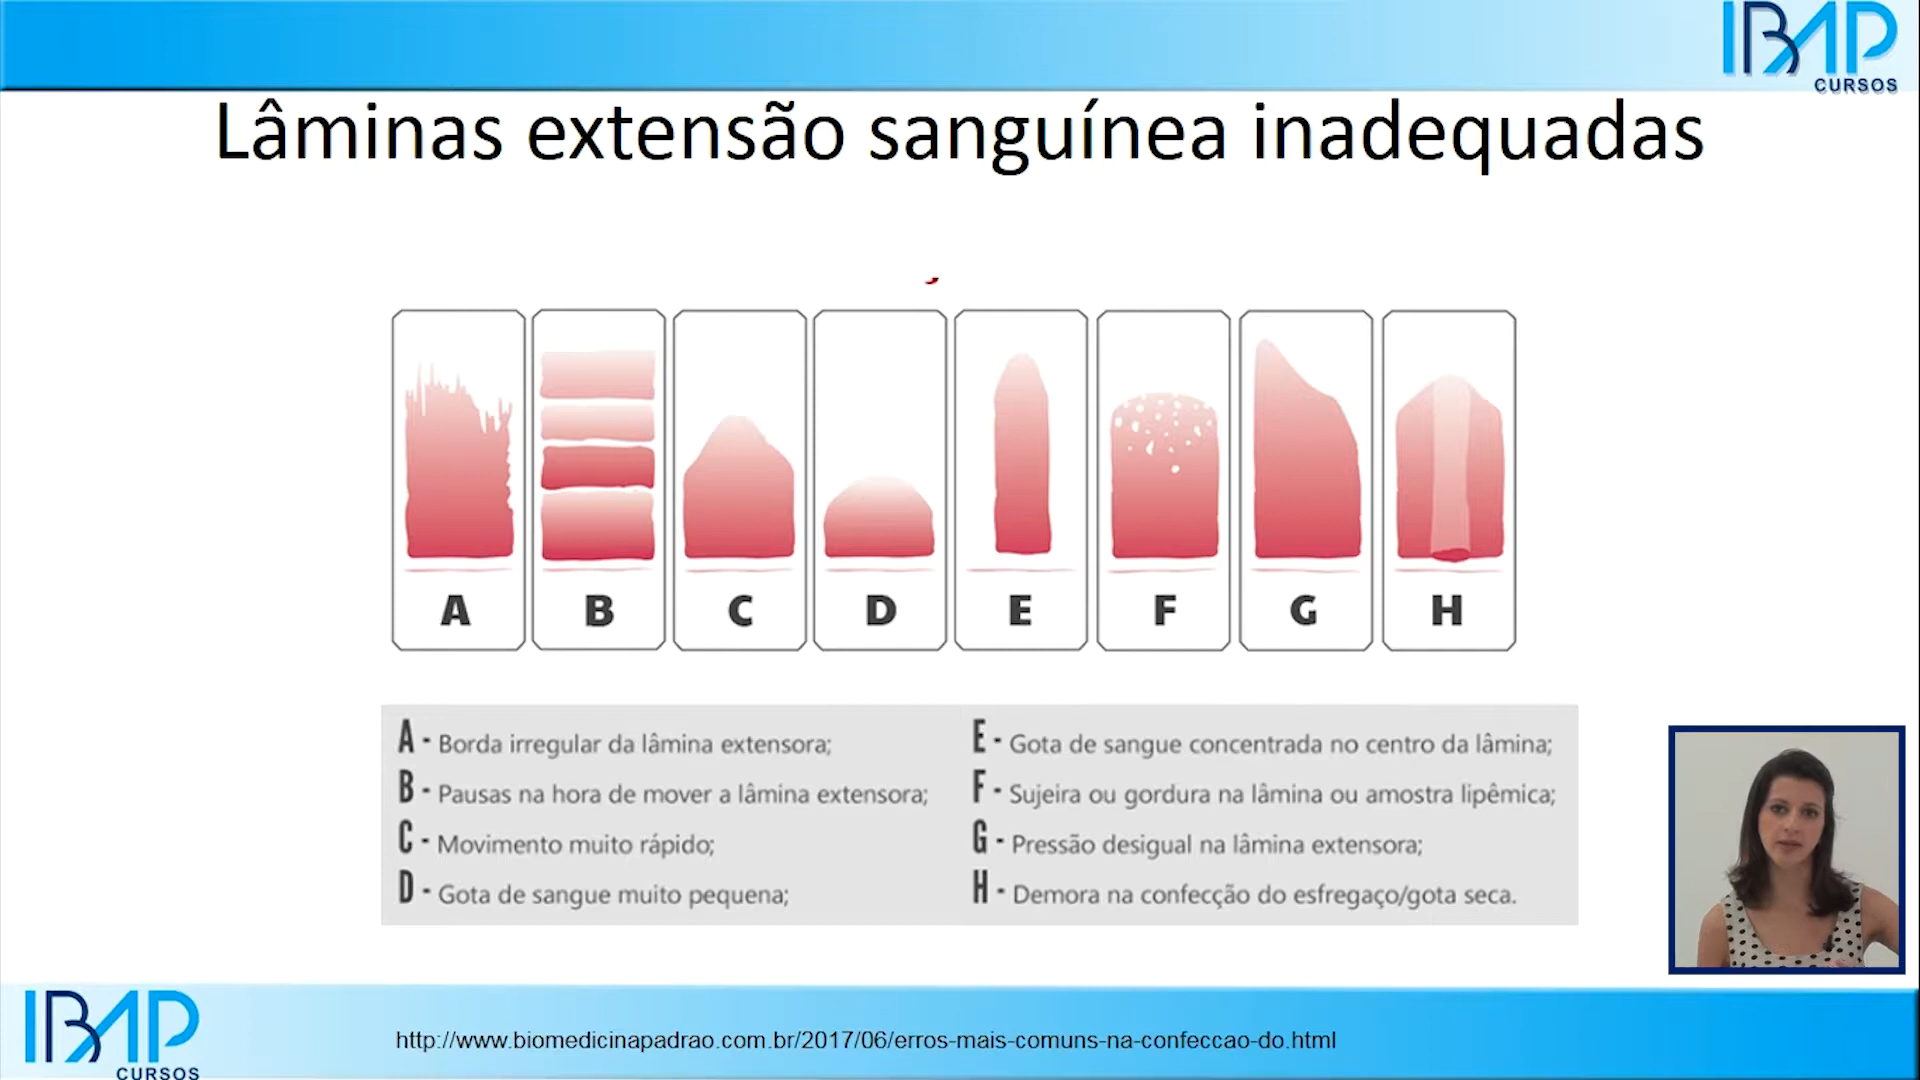 IBAP
CURSOS
Lâminas extensão sanguínea inadequadas
A B C D E F G H
A - Borda irregular da lâmina extensora;
B - Pausas na hora de mover a lâmina extensora;
C - Movimento muito rápido;
D - Gota de sangue muito pequena;
E - Gota de sangue concentrada no centro da lâmina;
F - Sujeira ou gordura na lâmina ou amostra lipêmica;
G - Pressão desigual na lâmina extensora;
H - Demora na confecção do esfregaço/gota seca.
IBAP
CURSOS
http://www.biomedicinapadrao.com.br/2017/06/erros-mais-comuns-na-confeccao-do.html